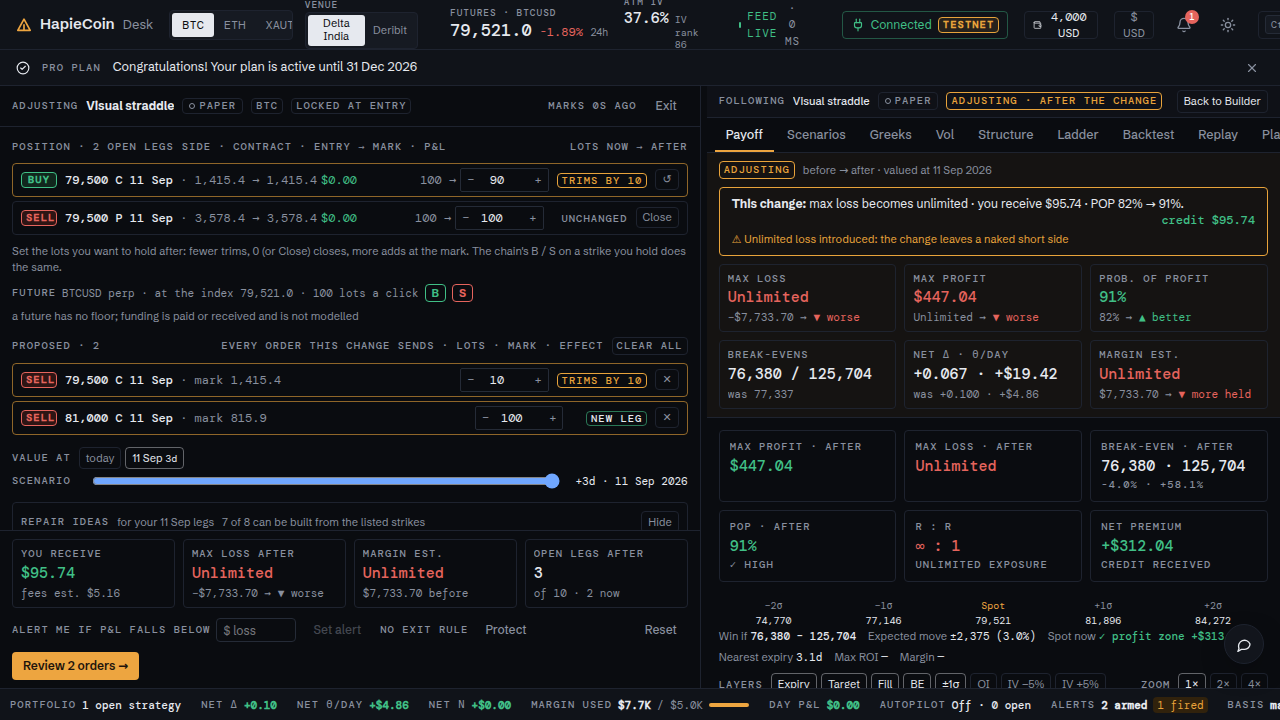 HapieCoin Desk
BTC ETH XAUT
VENUE
Delta India Deribit
FUTURES · BTCUSD
79,521.0 -1.89% 24h
ATM IV
37.6% IV rank 86
FEED LIVE · 0 MS
Connected TESTNET
4,000 USD
$ USD
1
PRO PLAN Congratulations! Your plan is active until 31 Dec 2026
ADJUSTING Visual straddle PAPER BTC LOCKED AT ENTRY MARKS 0S AGO Exit
POSITION · 2 OPEN LEGS SIDE · CONTRACT · ENTRY → MARK · P&L LOTS NOW → AFTER
BUY 79,500 C 11 Sep · 1,415.4 → 1,415.4 $0.00 100 → − 90 + TRIMS BY 10 ↺
SELL 79,500 P 11 Sep · 3,578.4 → 3,578.4 $0.00 100 → − 100 + UNCHANGED Close
Set the lots you want to hold after: fewer trims, 0 (or Close) closes, more adds at the mark. The chain's B / S on a strike you hold does
the same.
FUTURE BTCUSD perp · at the index 79,521.0 · 100 lots a click B S
a future has no floor; funding is paid or received and is not modelled
PROPOSED · 2 EVERY ORDER THIS CHANGE SENDS · LOTS · MARK · EFFECT CLEAR ALL
SELL 79,500 C 11 Sep · mark 1,415.4 − 10 + TRIMS BY 10 ✕
SELL 81,000 C 11 Sep · mark 815.9 − 100 + NEW LEG ✕
VALUE AT today 11 Sep 3d
SCENARIO +3d · 11 Sep 2026
REPAIR IDEAS for your 11 Sep legs 7 of 8 can be built from the listed strikes Hide
YOU RECEIVE
$95.74
fees est. $5.16
MAX LOSS AFTER
Unlimited
−$7,733.70 → ▼ worse
MARGIN EST.
Unlimited
$7,733.70 before
OPEN LEGS AFTER
3
of 10 · 2 now
ALERT ME IF P&L FALLS BELOW $ loss Set alert NO EXIT RULE Protect Reset
Review 2 orders →
FOLLOWING Visual straddle PAPER ADJUSTING · AFTER THE CHANGE Back to Builder
Payoff Scenarios Greeks Vol Structure Ladder Backtest Replay
ADJUSTING before → after · valued at 11 Sep 2026
This change: max loss becomes unlimited · you receive $95.74 · POP 82% → 91%.
credit $95.74
⚠ Unlimited loss introduced: the change leaves a naked short side
MAX LOSS
Unlimited
−$7,733.70 → ▼ worse
MAX PROFIT
$447.04
Unlimited → ▼ worse
PROB. OF PROFIT
91%
82% → ▲ better
BREAK-EVENS
76,380 / 125,704
was 77,337
NET Δ · θ/DAY
+0.067 · +$19.42
was +0.100 · +$4.86
MARGIN EST.
Unlimited
$7,733.70 → ▼ more held
MAX PROFIT · AFTER
$447.04
MAX LOSS · AFTER
Unlimited
BREAK-EVEN · AFTER
76,380 · 125,704
-4.0% · +58.1%
POP · AFTER
91%
✓ HIGH
R : R
∞ : 1
UNLIMITED EXPOSURE
NET PREMIUM
+$312.04
CREDIT RECEIVED
−2σ −1σ Spot +1σ +2σ
74,770 77,146 79,521 81,896 84,272
Win if 76,380 – 125,704 Expected move ±2,375 (3.0%) Spot now ✓ profit zone +$313
Nearest expiry 3.1d Max ROI — Margin —
LAYERS Expiry Target Fill BE ±1σ OI IV −5% IV +5% ZOOM 1× 2× 4×
PORTFOLIO 1 open strategy NET Δ +0.10 NET θ/DAY +$4.86 NET N +$0.00 MARGIN USED $7.7K / $5.0K DAY P&L $0.00 AUTOPILOT Off · 0 open ALERTS 2 armed 1 fired BASIS